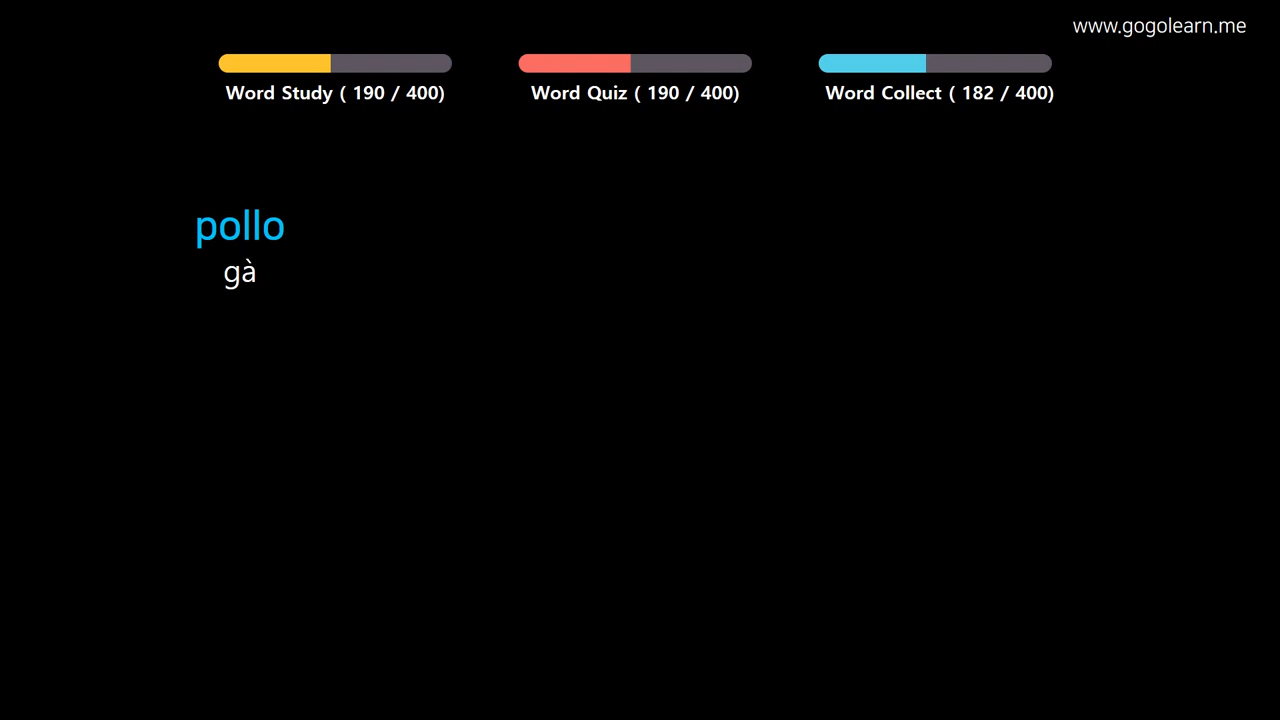 www.gogolearn.me
Word Study ( 190 / 400)
Word Quiz ( 190 / 400)
Word Collect ( 182 / 400)
pollo
gà